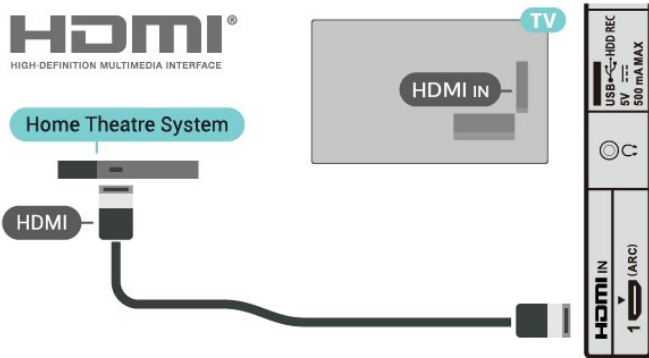 HDMI®
HIGH-DEFINITION MULTIMEDIA INTERFACE
TV
HDMI IN
Home Theatre System
HDMI
USB HDD REC
5V
500 mA MAX
HDMI IN
1 (ARC)